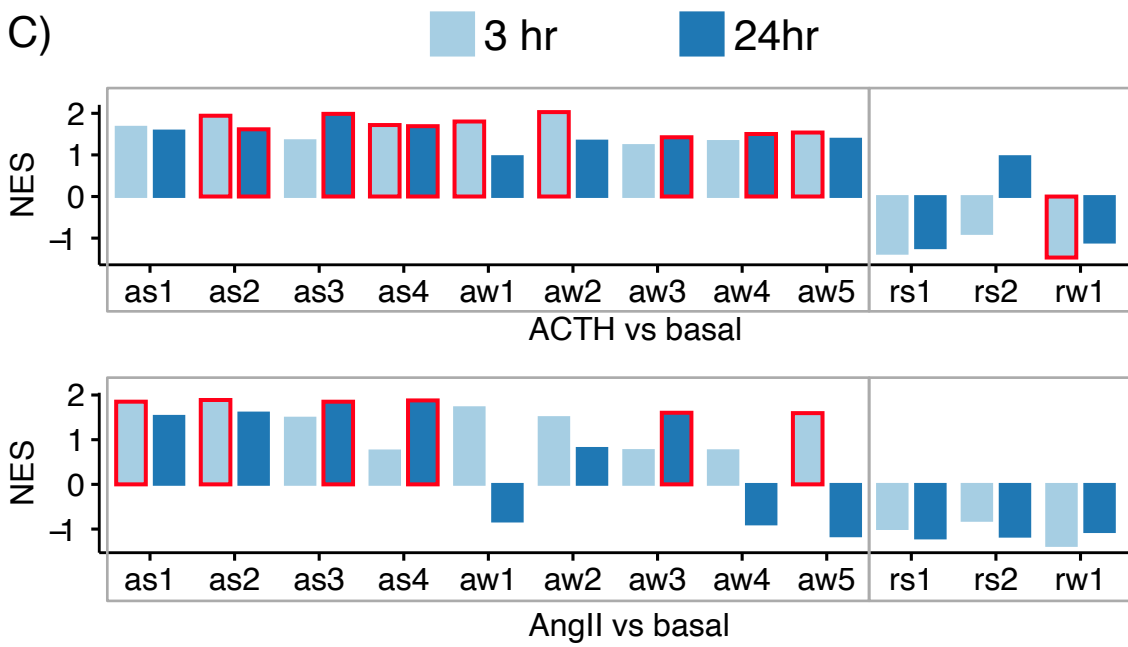 C)
3 hr 24hr
NES
2
1
0
–1
as1 as2 as3 as4 aw1 aw2 aw3 aw4 aw5 rs1 rs2 rw1
ACTH vs basal
NES
2
1
0
–1
as1 as2 as3 as4 aw1 aw2 aw3 aw4 aw5 rs1 rs2 rw1
AngII vs basal